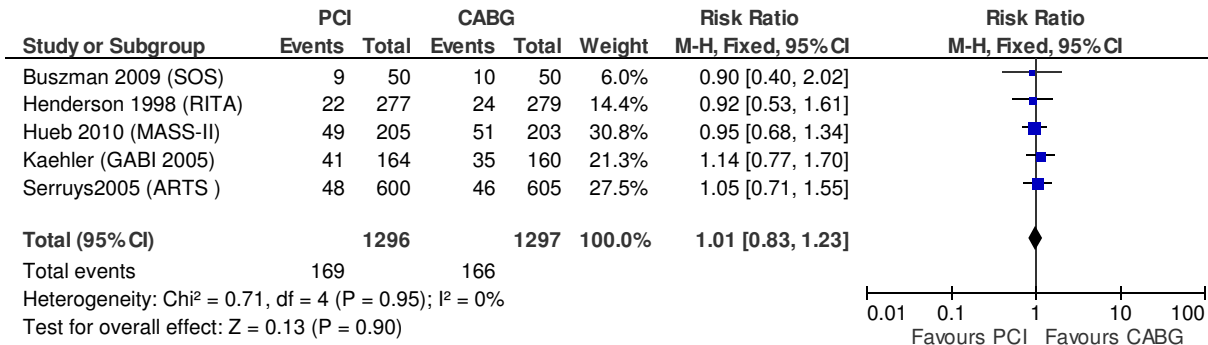 PCI CABG Risk Ratio Risk Ratio
Study or Subgroup Events Total Events Total Weight M-H, Fixed, 95% CI M-H, Fixed, 95% CI
Buszman 2009 (SOS) 9 50 10 50 6.0% 0.90 [0.40, 2.02]
Henderson 1998 (RITA) 22 277 24 279 14.4% 0.92 [0.53, 1.61]
Hueb 2010 (MASS-II) 49 205 51 203 30.8% 0.95 [0.68, 1.34]
Kaehler (GABI 2005) 41 164 35 160 21.3% 1.14 [0.77, 1.70]
Serruys2005 (ARTS ) 48 600 46 605 27.5% 1.05 [0.71, 1.55]
Total (95% CI) 1296 1297 100.0% 1.01 [0.83, 1.23]
Total events 169 166
Heterogeneity: Chi² = 0.71, df = 4 (P = 0.95); I² = 0%
Test for overall effect: Z = 0.13 (P = 0.90)
0.01 0.1 1 10 100
Favours PCI Favours CABG